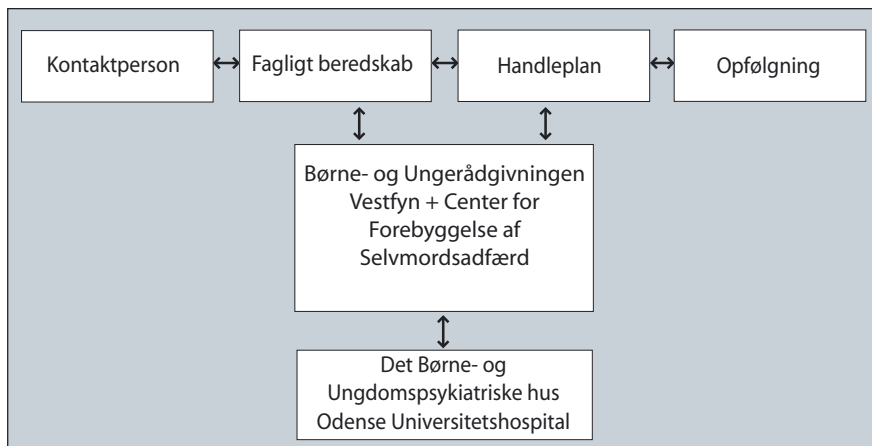 Kontaktperson
Fagligt beredskab
Handleplan
Opfølgning
Børne- og Ungerådgivningen
Vestfyn + Center for
Forebyggelse af
Selvmordsadfærd
Det Børne- og
Ungdomspsykiatriske hus
Odense Universitetshospital